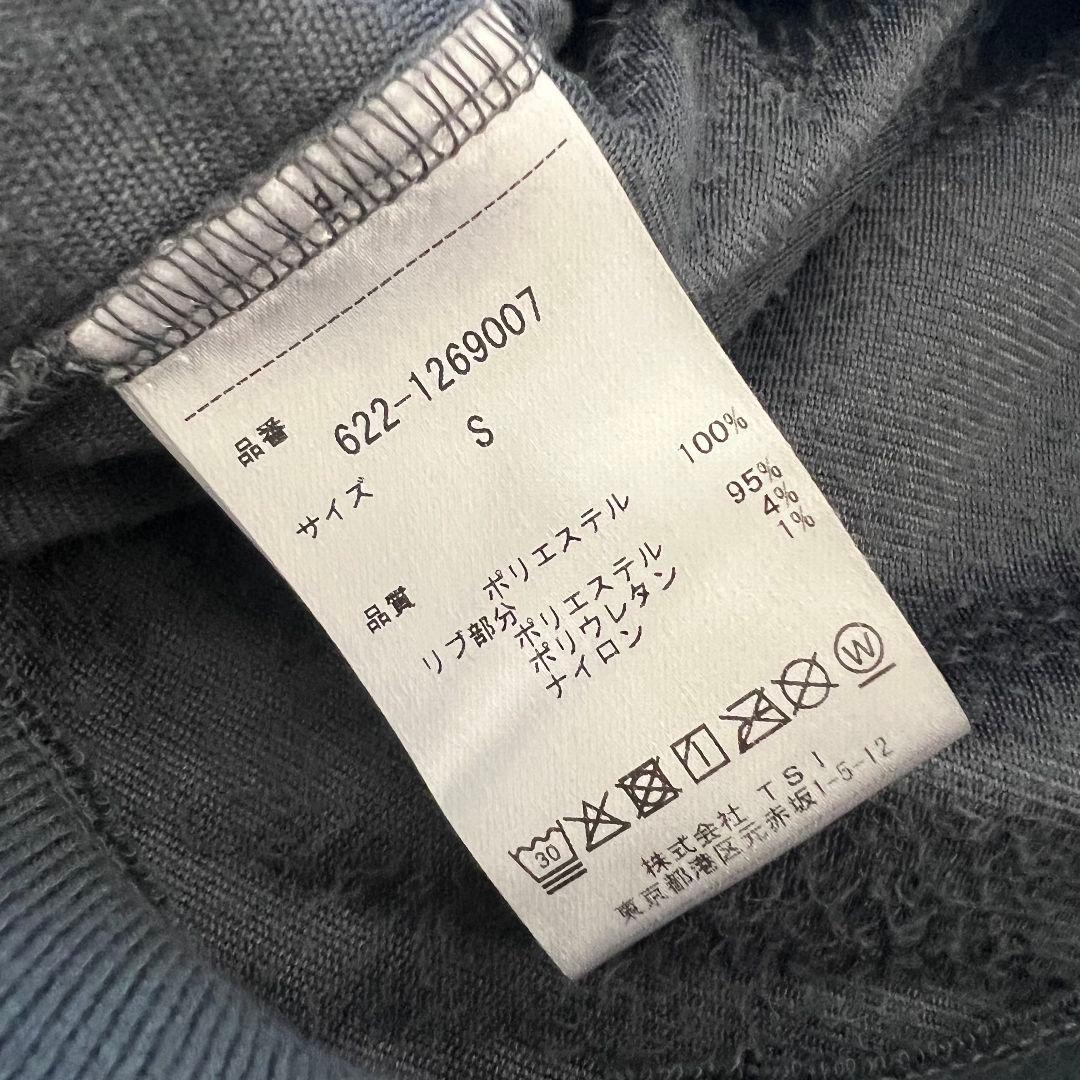 品番 622-1269007
サイズ S
品質 ポリエステル 100%
リブ部分
ポリエステル 95%
ポリウレタン 4%
ナイロン 1%
30 W
株式会社 TSI
東京都港区元赤坂1-5-12